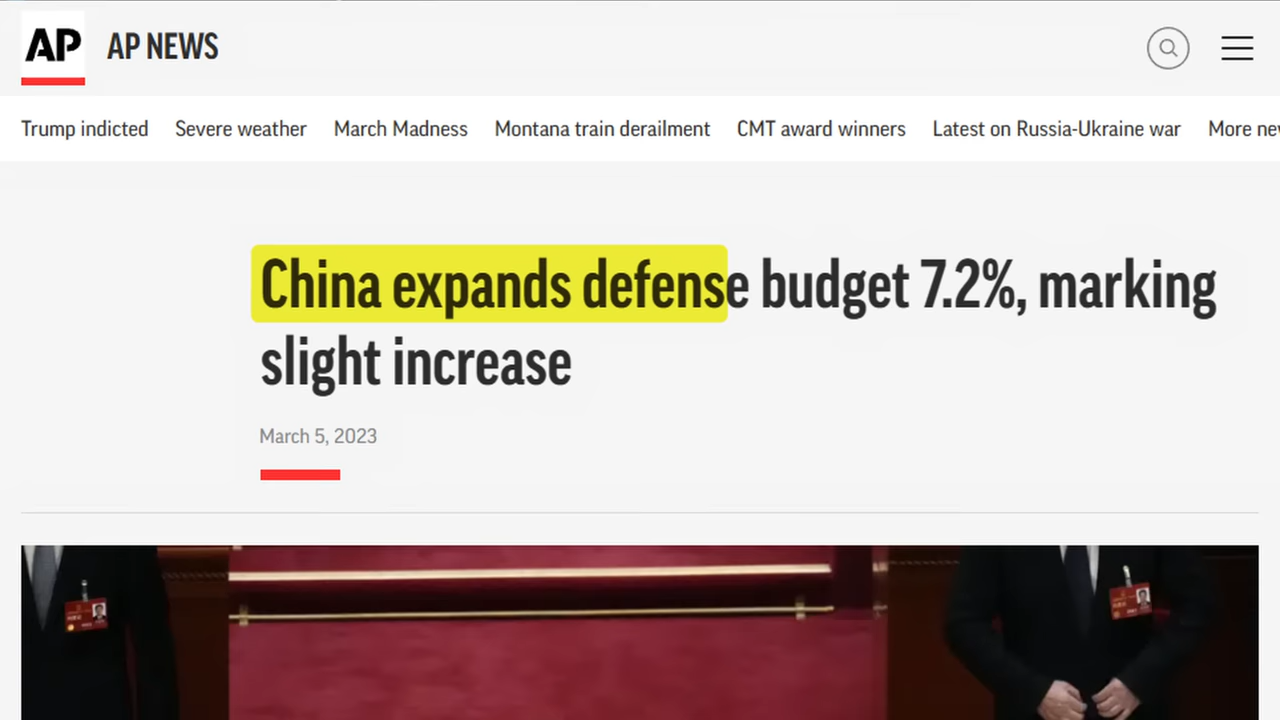 AP AP NEWS
Trump indicted Severe weather March Madness Montana train derailment CMT award winners Latest on Russia-Ukraine war More
China expands defense budget 7.2%, marking
slight increase
March 5, 2023